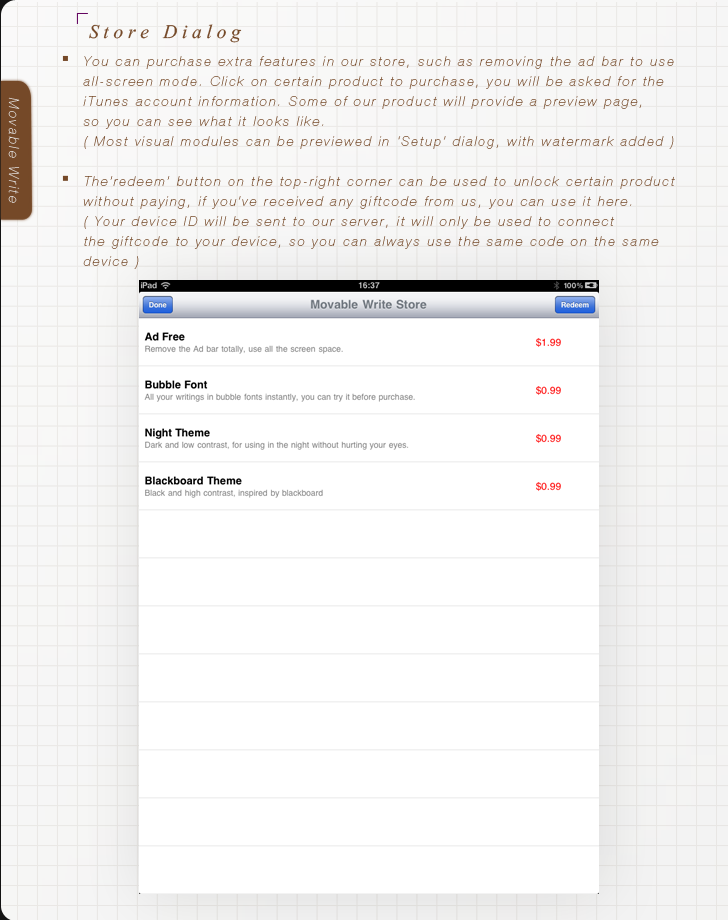 Store Dialog
You can purchase extra features in our store, such as removing the ad bar to use
all-screen mode. Click on certain product to purchase, you will be asked for the
iTunes account information. Some of our product will provide a preview page,
so you can see what it looks like.
( Most visual modules can be previewed in 'Setup' dialog, with watermark added )
Movable Write
The'redeem' button on the top-right corner can be used to unlock certain product
without paying, if you've received any giftcode from us, you can use it here.
( Your device ID will be sent to our server, it will only be used to connect
the giftcode to your device, so you can always use the same code on the same
device )
iPad 16:37 100%
Done Movable Write Store Redeem
Ad Free
Remove the Ad bar totally, use all the screen space.
$1.99
Bubble Font
All your writings in bubble fonts instantly, you can try it before purchase.
$0.99
Night Theme
Dark and low contrast, for using in the night without hurting your eyes.
$0.99
Blackboard Theme
Black and high contrast, inspired by blackboard
$0.99